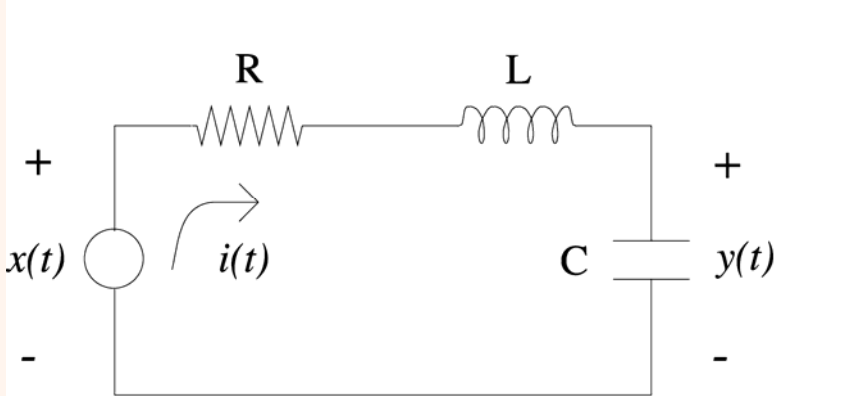 R L
+ +
x(t) i(t) C y(t)
- -